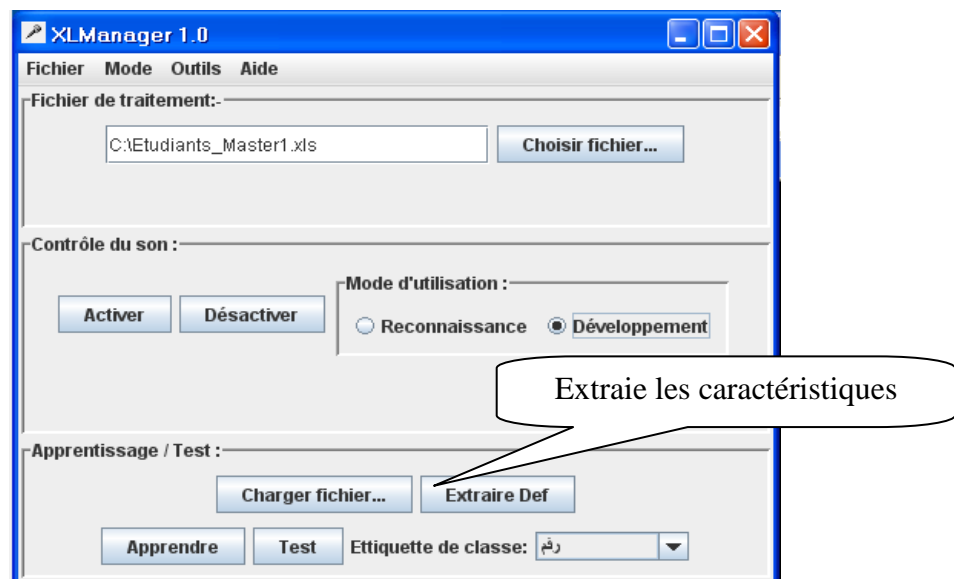 XLManager 1.0
Fichier Mode Outils Aide
Fichier de traitement:-
C:\Etudiants_Master1.xls Choisir fichier...
Contrôle du son :
Mode d'utilisation :
Activer Désactiver
Reconnaissance Développement
Extraie les caractéristiques
Apprentissage / Test :
Charger fichier... Extraire Def
Apprendre Test Ettiquette de classe: رقم